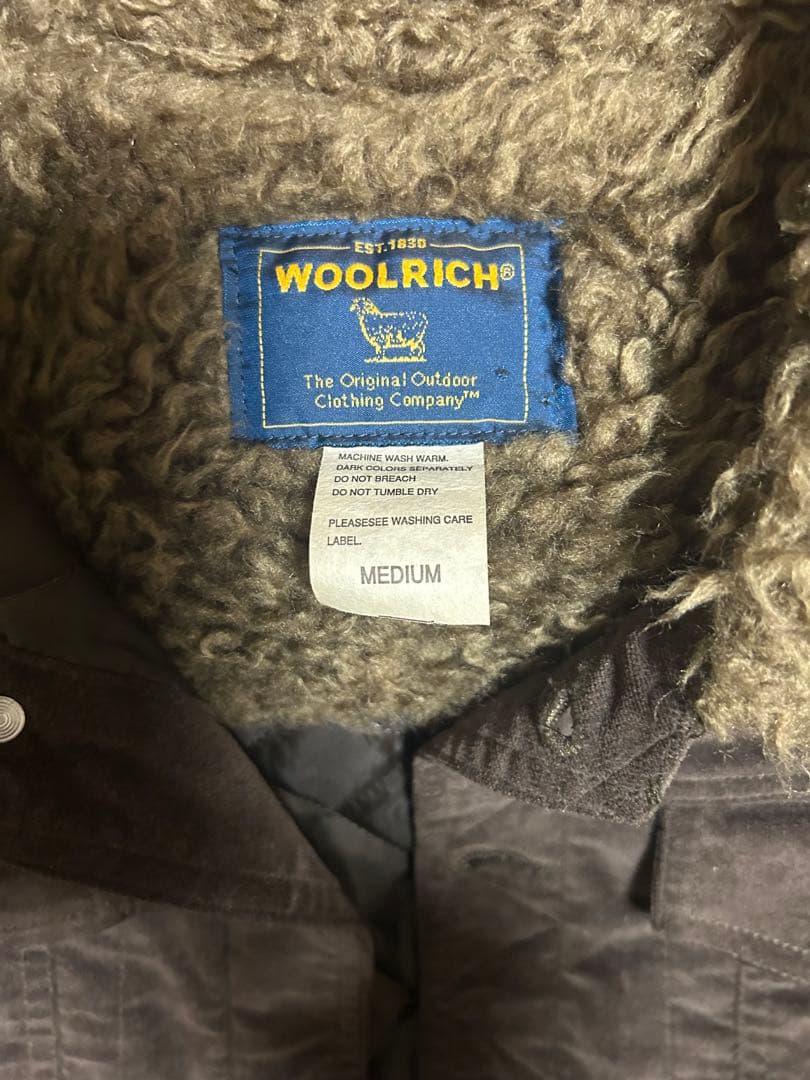 EST.1830
WOOLRICH®
The Original Outdoor
Clothing Company™
MACHINE WASH WARM.
DARK COLORS SEPARATELY
DO NOT BREACH
DO NOT TUMBLE DRY
PLEASESEE WASHING CARE
LABEL.
MEDIUM